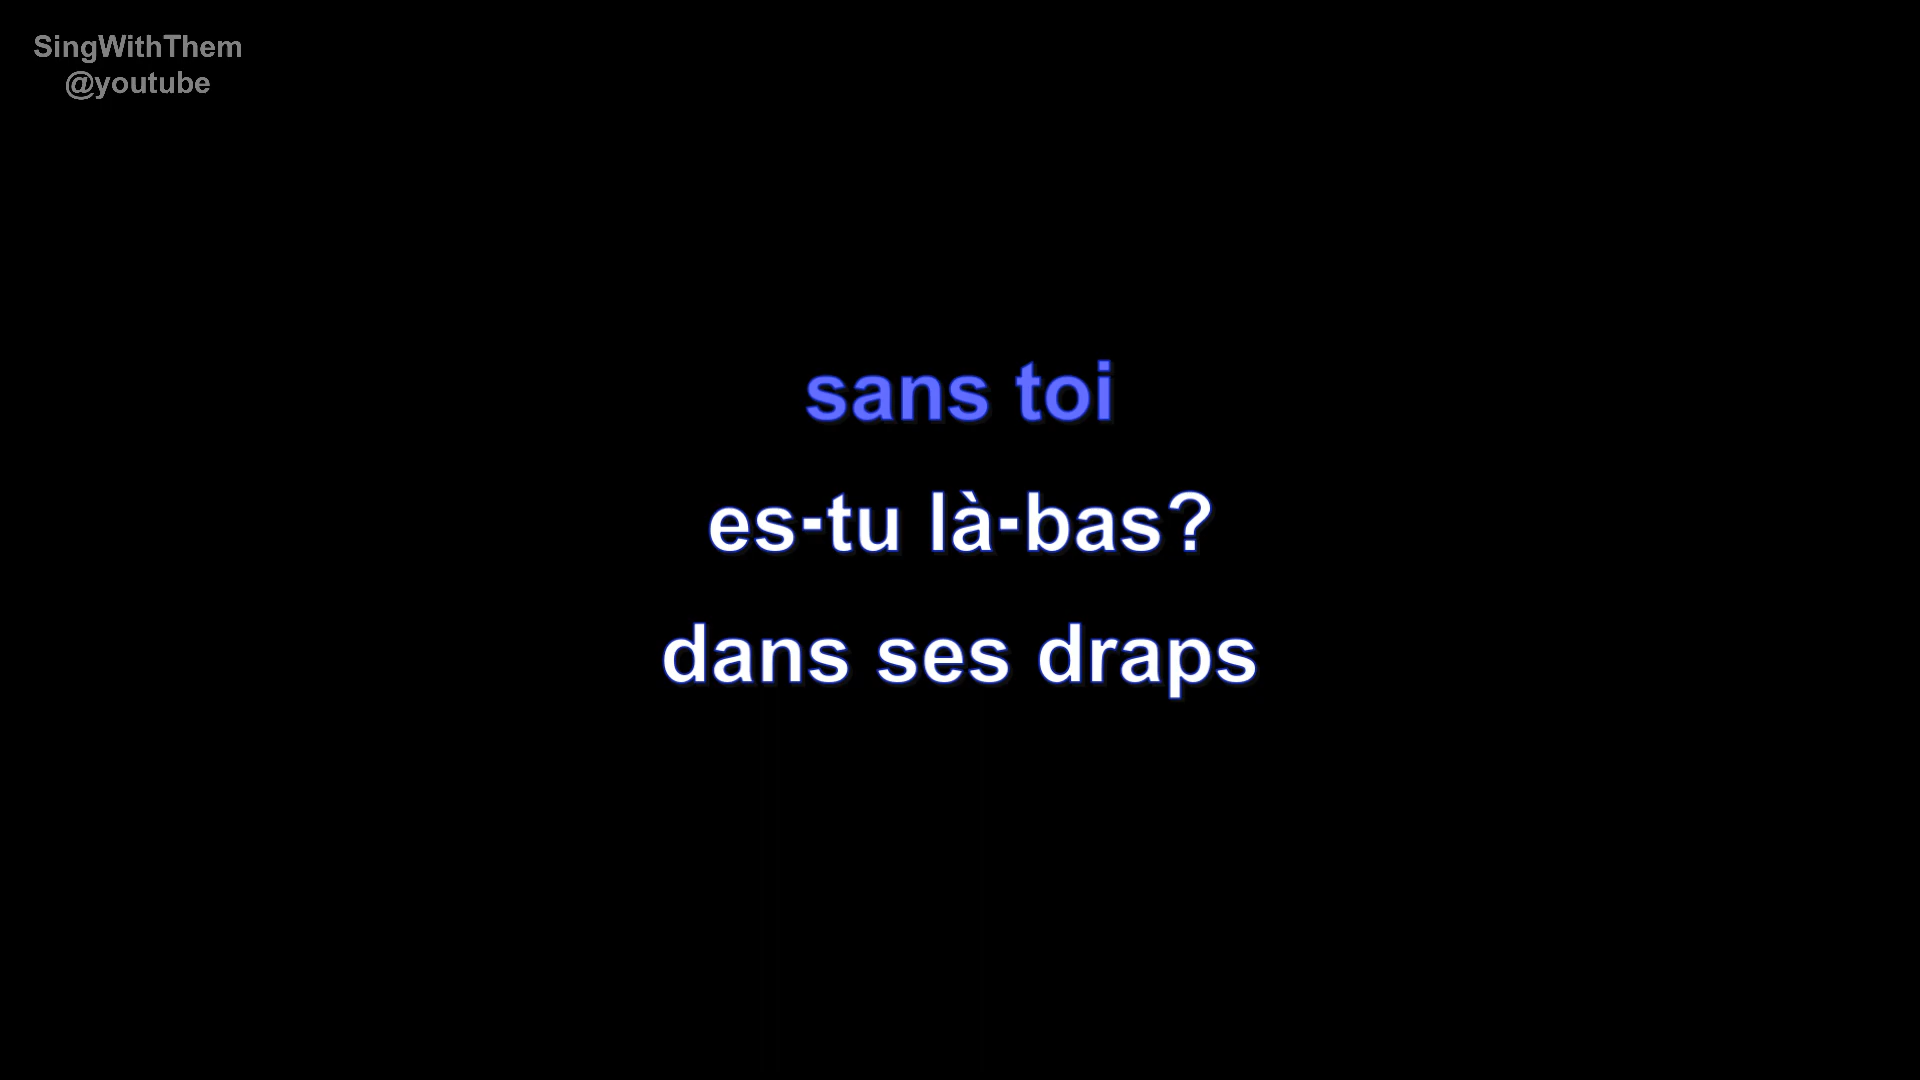 SingWithThem
@youtube
sans toi
es-tu là-bas?
dans ses draps